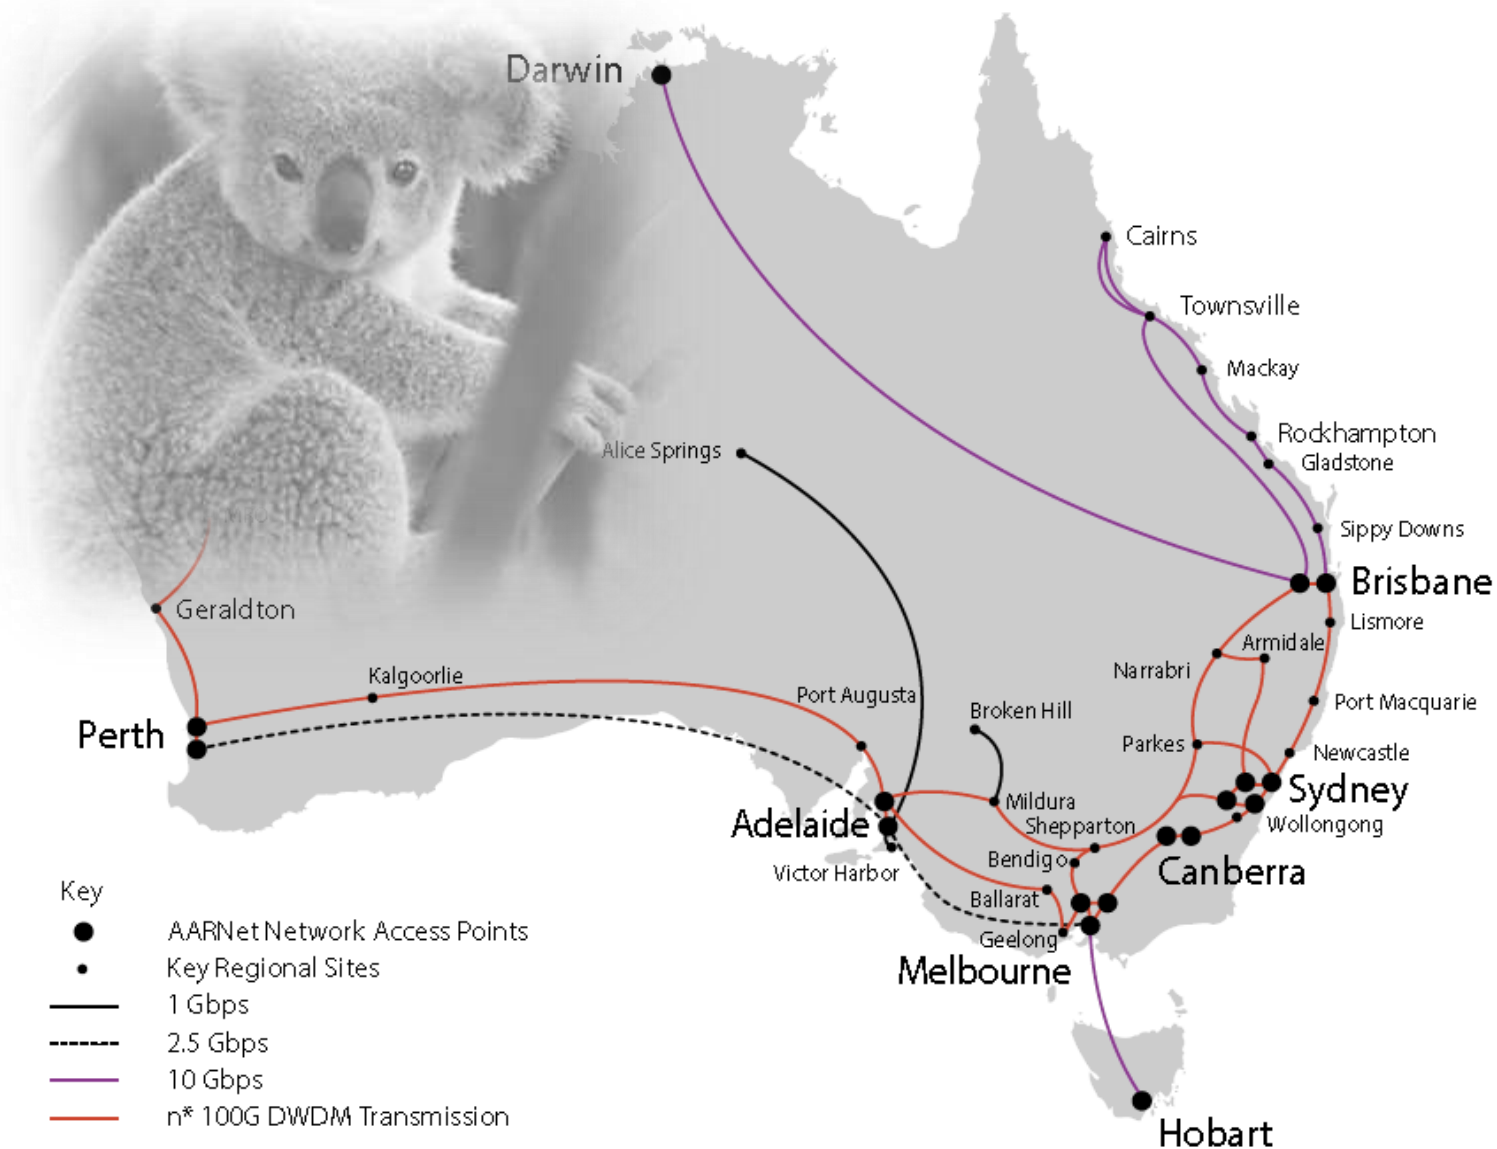 Darwin
Cairns
Townsville
Mackay
Alice Springs
Rockhampton
Gladstone
Sippy Downs
Brisbane
Geraldton
Lismore
Armidale
Narrabri
Kalgoorlie
Port Augusta
Port Macquarie
Broken Hill
Perth
Parkes
Newcastle
Sydney
Mildura
Adelaide
Shepparton
Wollongong
Bendigo
Victor Harbor
Canberra
Ballarat
Geelong
Melbourne
Hobart
Key
AARNet Network Access Points
Key Regional Sites
1 Gbps
2.5 Gbps
10 Gbps
n* 100G DWDM Transmission